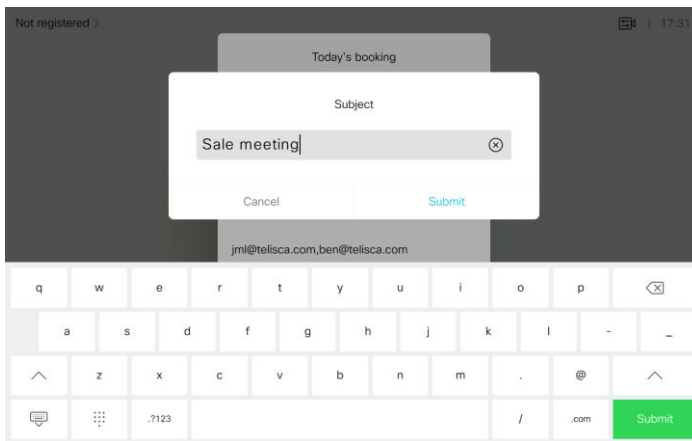 Not registered >
17:31
Today's booking
Subject
Sale meeting
Cancel
Submit
jml@telisca.com,ben@telisca.com
q w e r t y u i o p
a s d f g h j k l - _
z x c v b n m . @
.?123 / .com Submit